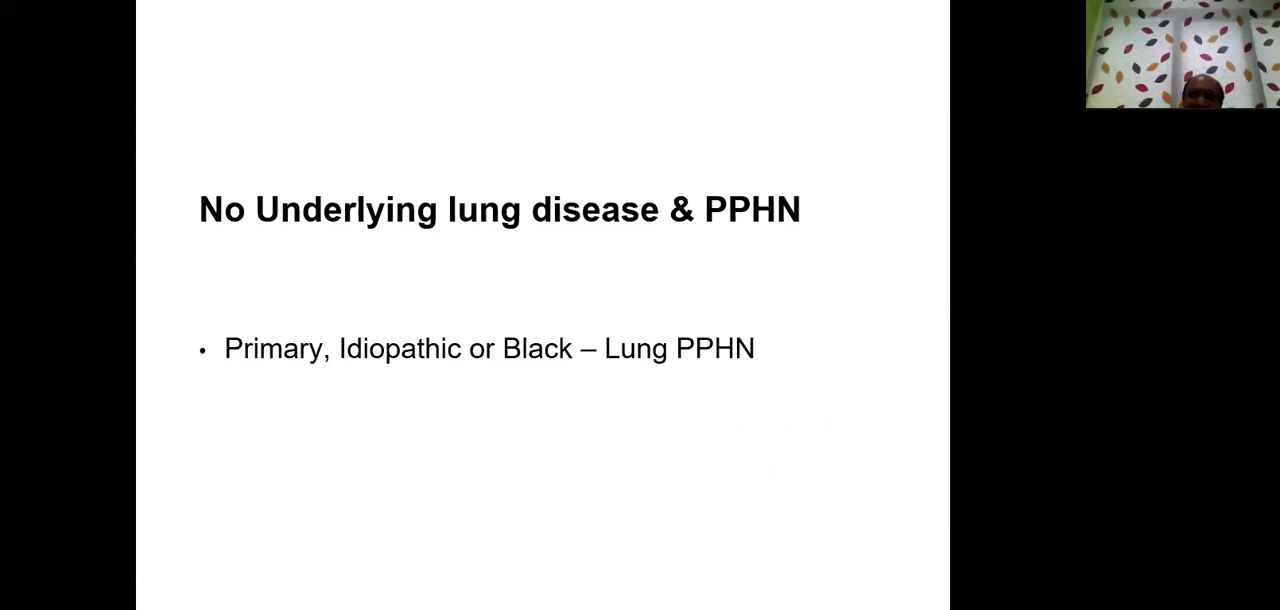 No Underlying lung disease & PPHN
• Primary, Idiopathic or Black – Lung PPHN